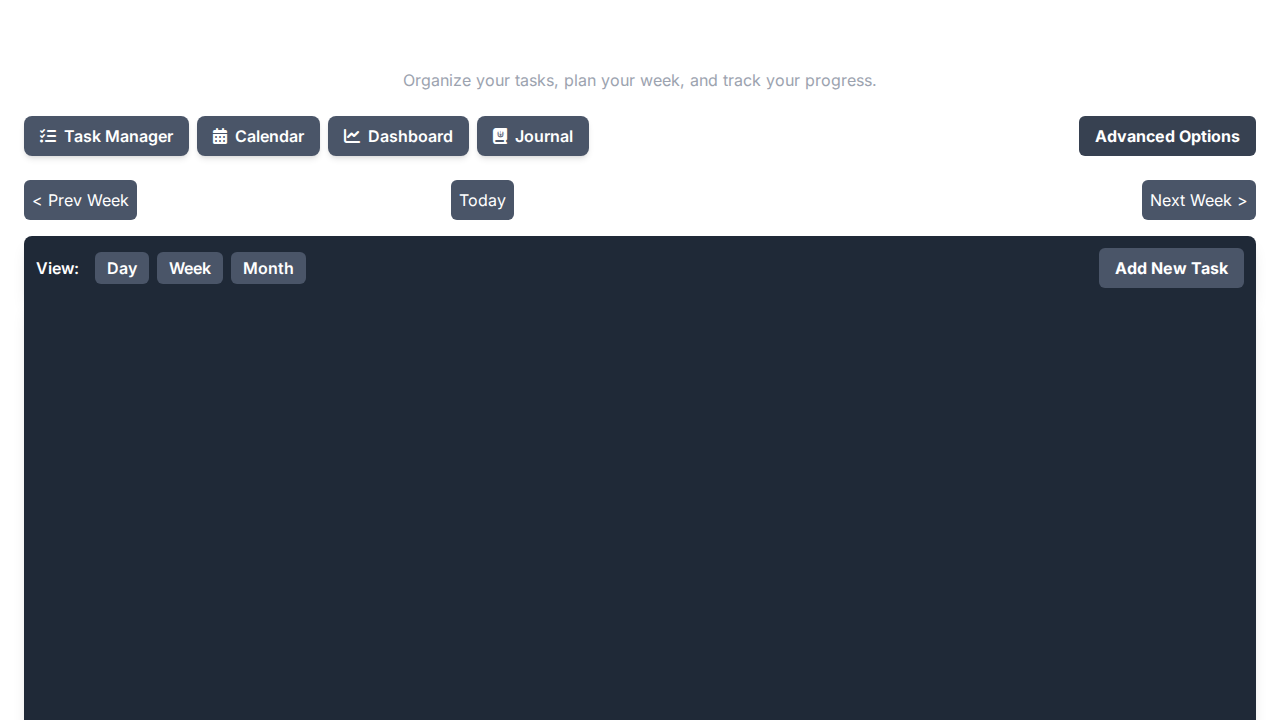 Organize your tasks, plan your week, and track your progress.
Task Manager Calendar Dashboard Journal Advanced Options
< Prev Week Today Next Week >
View: Day Week Month Add New Task